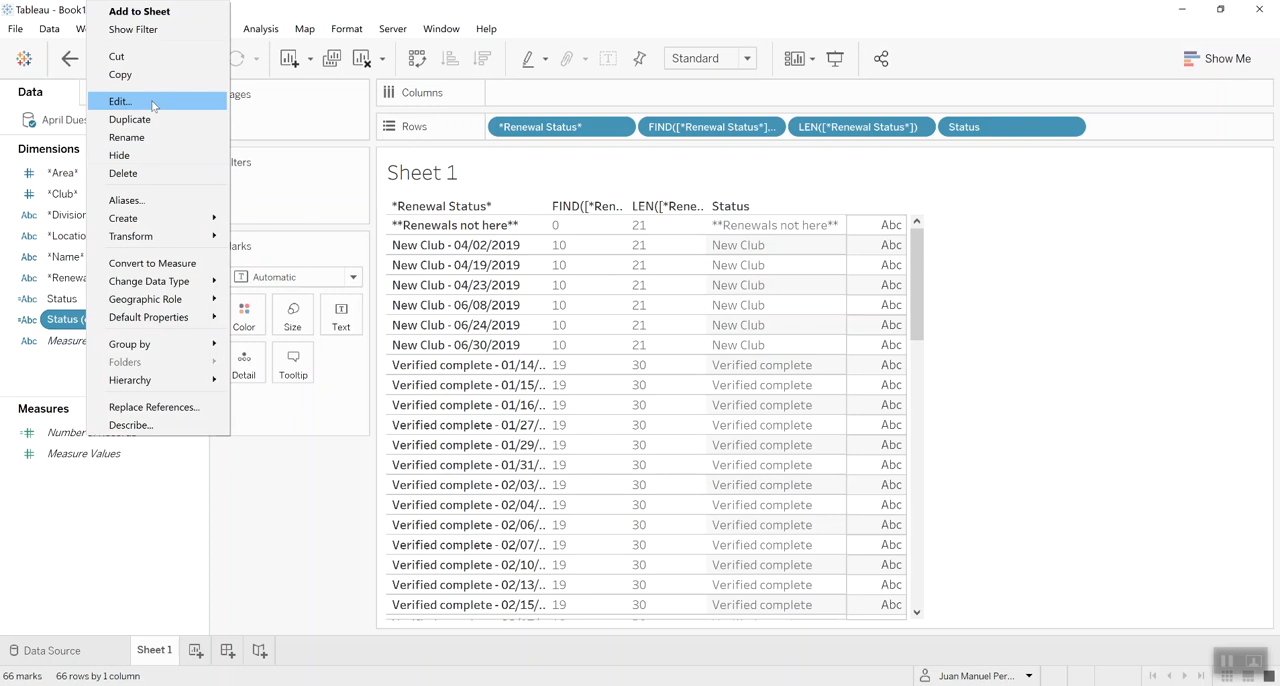 Tableau - Book1
File
Data
W
Analysis
Map
Format
Server
Window
Help
Add to Sheet
Show Filter
Cut
Copy
Edit...
Duplicate
Rename
Hide
Delete
Aliases...
Create
Transform
Convert to Measure
Change Data Type
Geographic Role
Default Properties
Group by
Folders
Hierarchy
Replace References...
Describe...
Standard
Show Me
Data
April Dues
Dimensions
# *Area*
# *Club*
Abc *Division
Abc *Locatio
Abc *Name*
Abc *Renewa
=Abc Status
=Abc Status (
Abc Measure
Measures
=# Number
# Measure Values
ages
ilters
arks
T Automatic
Color
Size
Text
Detail
Tooltip
Columns
Rows
*Renewal Status*
FIND([*Renewal Status*],..
LEN([*Renewal Status*])
Status
Sheet 1
*Renewal Status* FIND([*Ren.. LEN([*Rene.. Status
**Renewals not here** 0 21 **Renewals not here** Abc
New Club - 04/02/2019 10 21 New Club Abc
New Club - 04/19/2019 10 21 New Club Abc
New Club - 04/23/2019 10 21 New Club Abc
New Club - 06/08/2019 10 21 New Club Abc
New Club - 06/24/2019 10 21 New Club Abc
New Club - 06/30/2019 10 21 New Club Abc
Verified complete - 01/14/.. 19 30 Verified complete Abc
Verified complete - 01/15/.. 19 30 Verified complete Abc
Verified complete - 01/16/.. 19 30 Verified complete Abc
Verified complete - 01/27/.. 19 30 Verified complete Abc
Verified complete - 01/29/.. 19 30 Verified complete Abc
Verified complete - 01/31/.. 19 30 Verified complete Abc
Verified complete - 02/03/.. 19 30 Verified complete Abc
Verified complete - 02/04/.. 19 30 Verified complete Abc
Verified complete - 02/06/.. 19 30 Verified complete Abc
Verified complete - 02/07/.. 19 30 Verified complete Abc
Verified complete - 02/10/.. 19 30 Verified complete Abc
Verified complete - 02/13/.. 19 30 Verified complete Abc
Verified complete - 02/15/.. 19 30 Verified complete Abc
Data Source
Sheet 1
66 marks 66 rows by 1 column
Juan Manuel Per...